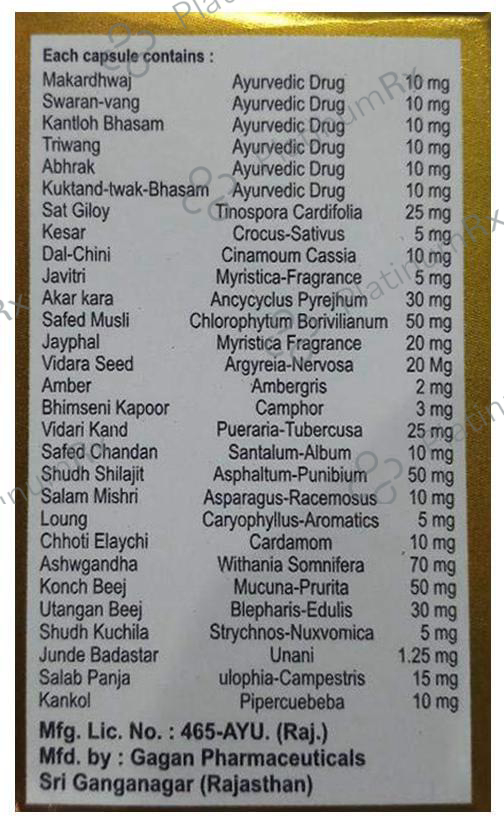 Each capsule contains :
Makardhwaj Ayurvedic Drug 10 mg
Swaran-vang Ayurvedic Drug 10 mg
Kantloh Bhasam Ayurvedic Drug 10 mg
Triwang Ayurvedic Drug 10 mg
Abhrak Ayurvedic Drug 10 mg
Kuktand-twak-Bhasam Ayurvedic Drug 10 mg
Sat Giloy Tinospora Cardifolia 25 mg
Kesar Crocus-Sativus 5 mg
Dal-Chini Cinamoum Cassia 10 mg
Javitri Myristica-Fragrance 5 mg
Akar kara Ancycyclus Pyrejhum 30 mg
Safed Musli Chlorophytum Borivilianum 50 mg
Jayphal Myristica Fragrance 20 mg
Vidara Seed Argyreia-Nervosa 20 Mg
Amber Ambergris 2 mg
Bhimseni Kapoor Camphor 3 mg
Vidari Kand Pueraria-Tubercusa 25 mg
Safed Chandan Santalum-Album 10 mg
Shudh Shilajit Asphaltum-Punibium 50 mg
Salam Mishri Asparagus-Racemosus 10 mg
Loung Caryophyllus-Aromatics 5 mg
Chhoti Elaychi Cardamom 10 mg
Ashwgandha Withania Somnifera 70 mg
Konch Beej Mucuna-Prurita 50 mg
Utangan Beej Blepharis-Edulis 30 mg
Shudh Kuchila Strychnos-Nuxvomica 5 mg
Junde Badastar Unani 1.25 mg
Salab Panja ulophia-Campestris 15 mg
Kankol Pipercuebeba 10 mg
Mfg. Lic. No. : 465-AYU. (Raj.)
Mfd. by : Gagan Pharmaceuticals
Sri Ganganagar (Rajasthan)
PlatinumRx